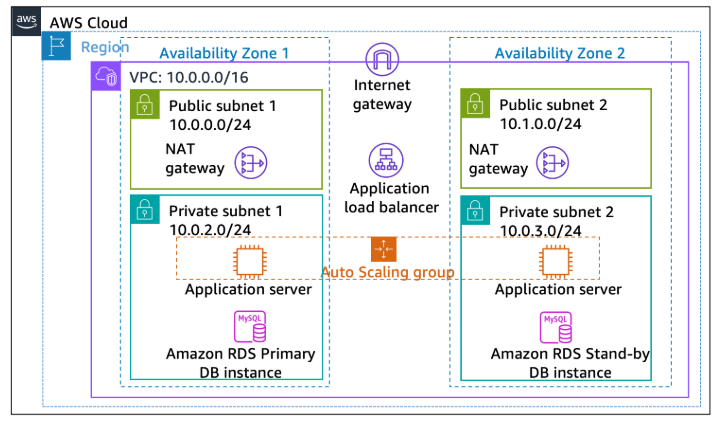 aws
AWS Cloud
Region
Availability Zone 1
Availability Zone 2
VPC: 10.0.0.0/16
Internet
gateway
Public subnet 1
10.0.0.0/24
NAT
gateway
Public subnet 2
10.1.0.0/24
NAT
gateway
Application
load balancer
Private subnet 1
10.0.2.0/24
Private subnet 2
10.0.3.0/24
Auto Scaling group
Application server
Application server
MySQL
Amazon RDS Primary
DB instance
MySQL
Amazon RDS Stand-by
DB instance